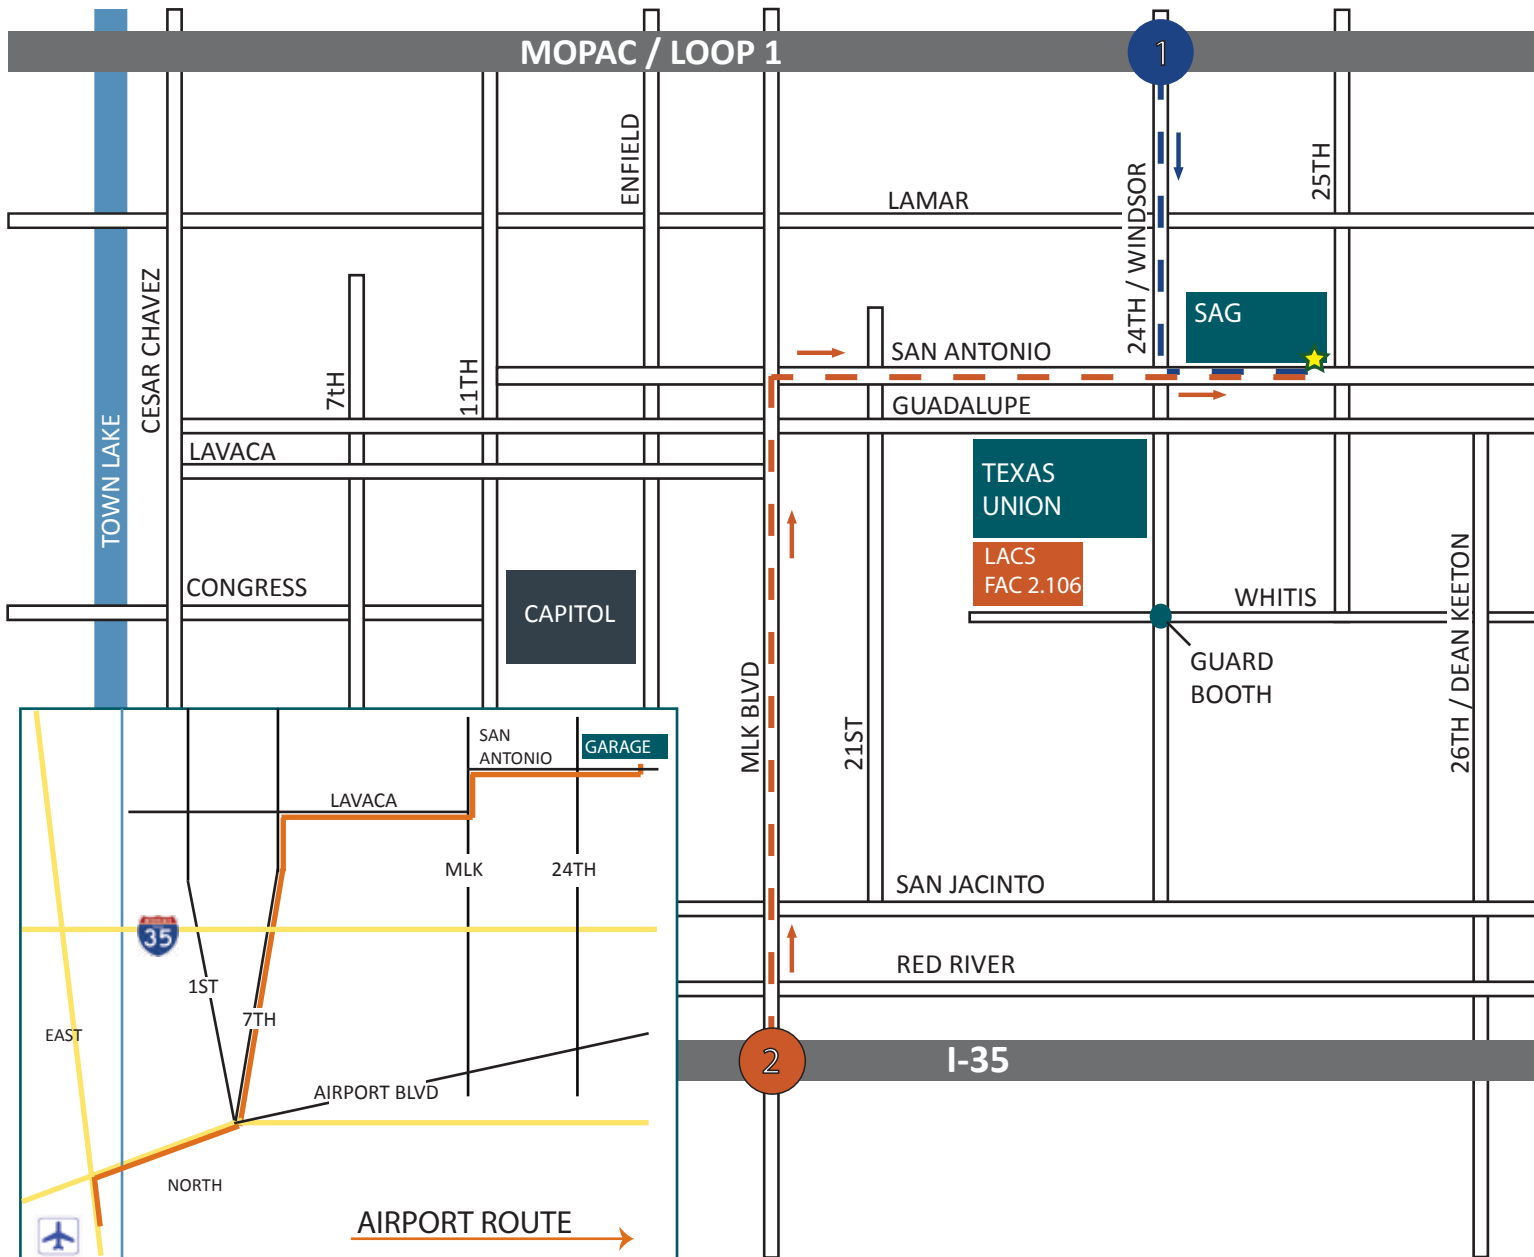 MOPAC / LOOP 1
1
ENFIELD
25TH
24TH / WINDSOR
LAMAR
CESAR CHAVEZ
SAG
7tH
11TH
SAN ANTONIO
GUADALUPE
TOWN LAKE
LAVACA
TEXAS
UNION
LACS
FAC 2.106
CONGRESS
CAPITOL
WHITIS
GUARD
BOOTH
26TH / DEAN KEETON
MLK BLVD
21ST
SAN JACINTO
RED RIVER
2
I-35
SAN
ANTONIO
GARAGE
LAVACA
MLK
24TH
35
1ST
7TH
EAST
AIRPORT BLVD
NORTH
AIRPORT ROUTE